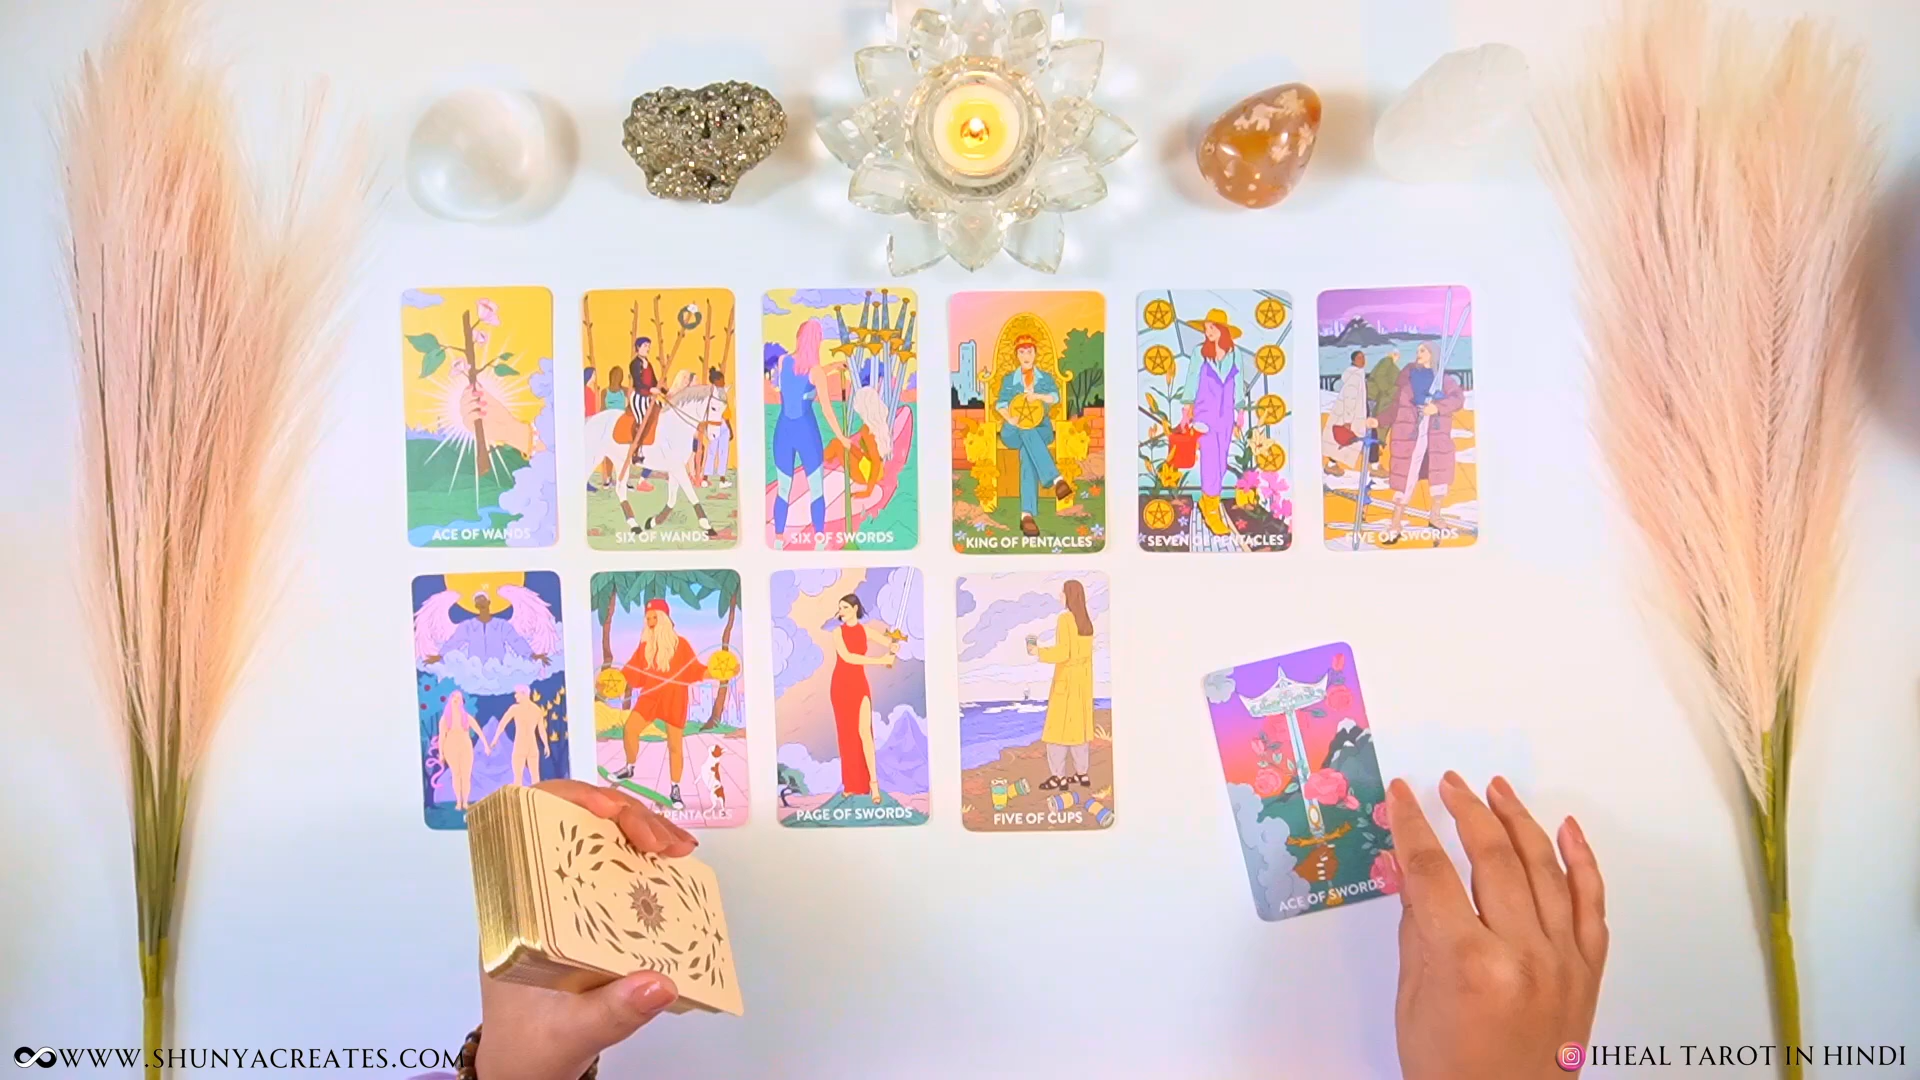 ACE OF WANDS
SIX OF WANDS
SIX OF SWORDS
KING OF PENTACLES
SEVEN OF PENTACLES
FIVE OF SWORDS
PENTACLES
PAGE OF SWORDS
FIVE OF CUPS
ACE OF SWORDS
WWW.SHUNYACREATES.COM
IHEAL TAROT IN HINDI